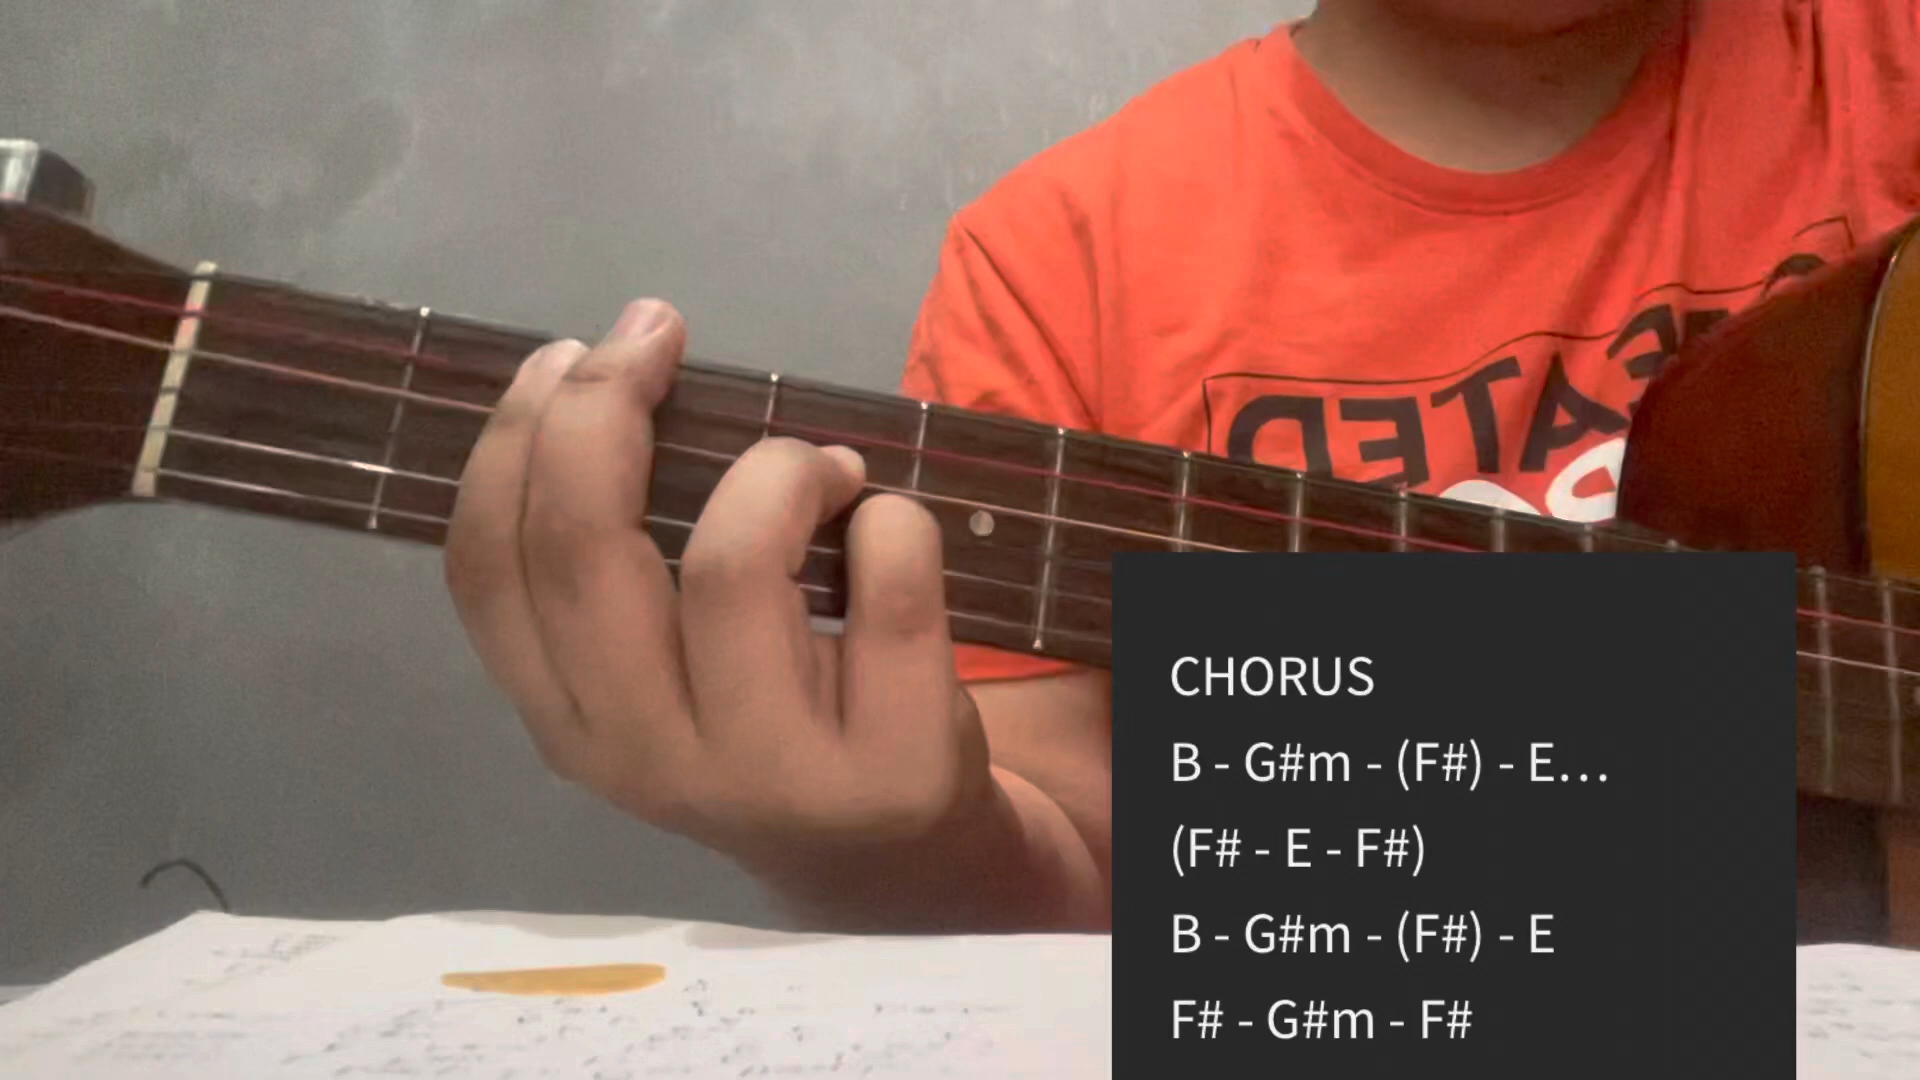 CHORUS
B - G#m - (F#) - E…
(F# - E - F#)
B - G#m - (F#) - E
F# - G#m - F#